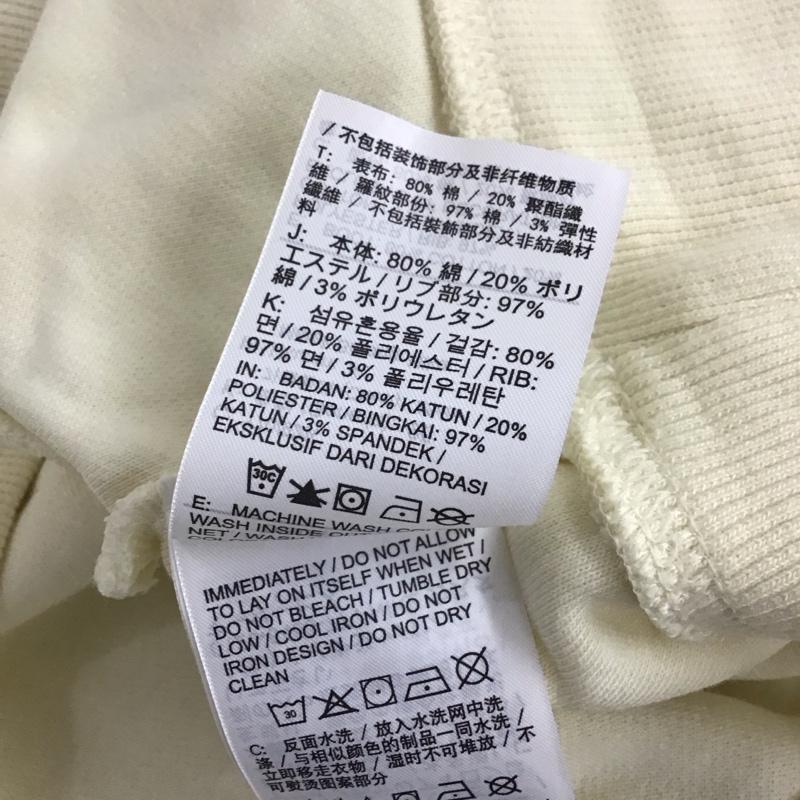 / 不包括装饰部分及非纤维物质
T: 表布: 80% 棉 / 20% 聚酯纖
維 / 羅紋部份: 97% 棉 / 3% 彈性
纖維 / 不包括裝飾部分及非紡織材
料
J: 本体: 80% 綿 / 20% ポリ
エステル / リブ部分: 97%
綿 / 3% ポリウレタン
K: 섬유혼용율 / 겉감: 80%
면 / 20% 폴리에스터 / RIB:
97% 면 / 3% 폴리우레탄
IN: BADAN: 80% KATUN / 20%
POLIESTER / BINGKAI: 97%
KATUN / 3% SPANDEK /
EKSKLUSIF DARI DEKORASI
30C
E: MACHINE WASH
WASH INSIDE
NET / WASH
IMMEDIATELY / DO NOT ALLOW
TO LAY ON ITSELF WHEN WET /
DO NOT BLEACH / TUMBLE DRY
LOW / COOL IRON / DO NOT
IRON DESIGN / DO NOT DRY
CLEAN
30
C: 反面水洗 / 放入水洗网中洗
涤 / 与相似颜色的制品一同水洗 /
立即移走衣物 / 湿时不可堆放 / 不
可熨烫图案部分